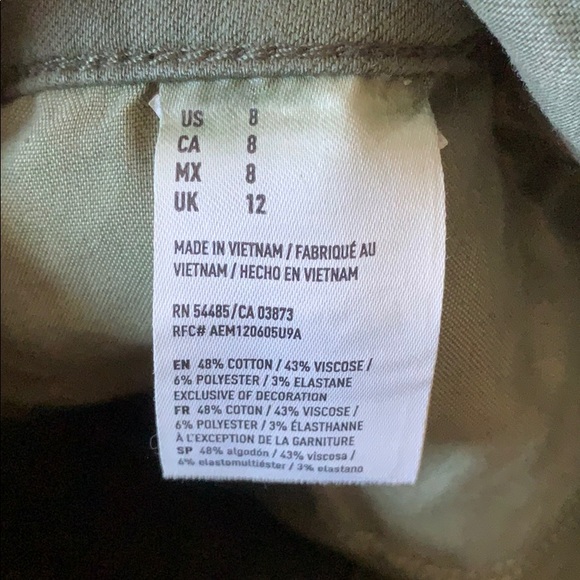 US 8
CA 8
MX 8
UK 12
MADE IN VIETNAM / FABRIQUÉ AU
VIETNAM / HECHO EN VIETNAM
RN 54485/CA 03873
RFC# AEM120605U9A
EN 48% COTTON / 43% VISCOSE /
6% POLYESTER / 3% ELASTANE
EXCLUSIVE OF DECORATION
FR 48% COTON / 43% VISCOSE /
6% POLYESTER / 3% ÉLASTHANNE
À L'EXCEPTION DE LA GARNITURE
SP 48% algodón / 43% viscosa /
6% elastomultiéster / 3% elastano